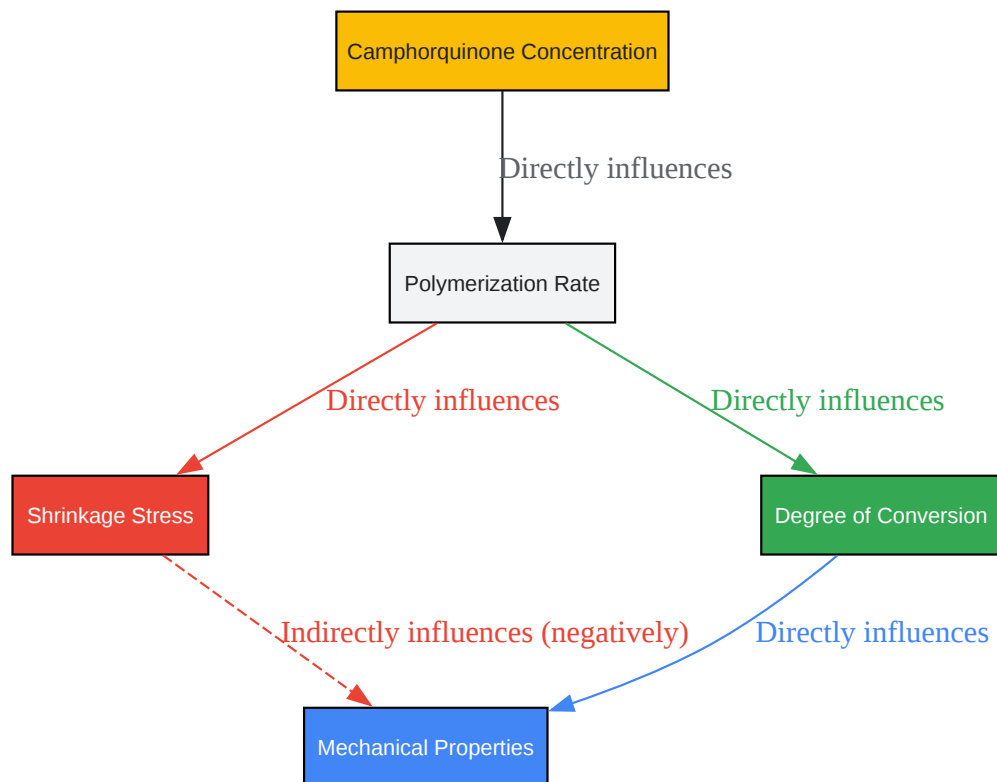 Camphorquinone Concentration
Directly influences
Polymerization Rate
Directly influences
Directly influences
Shrinkage Stress
Degree of Conversion
Indirectly influences (negatively)
Directly influences
Mechanical Properties